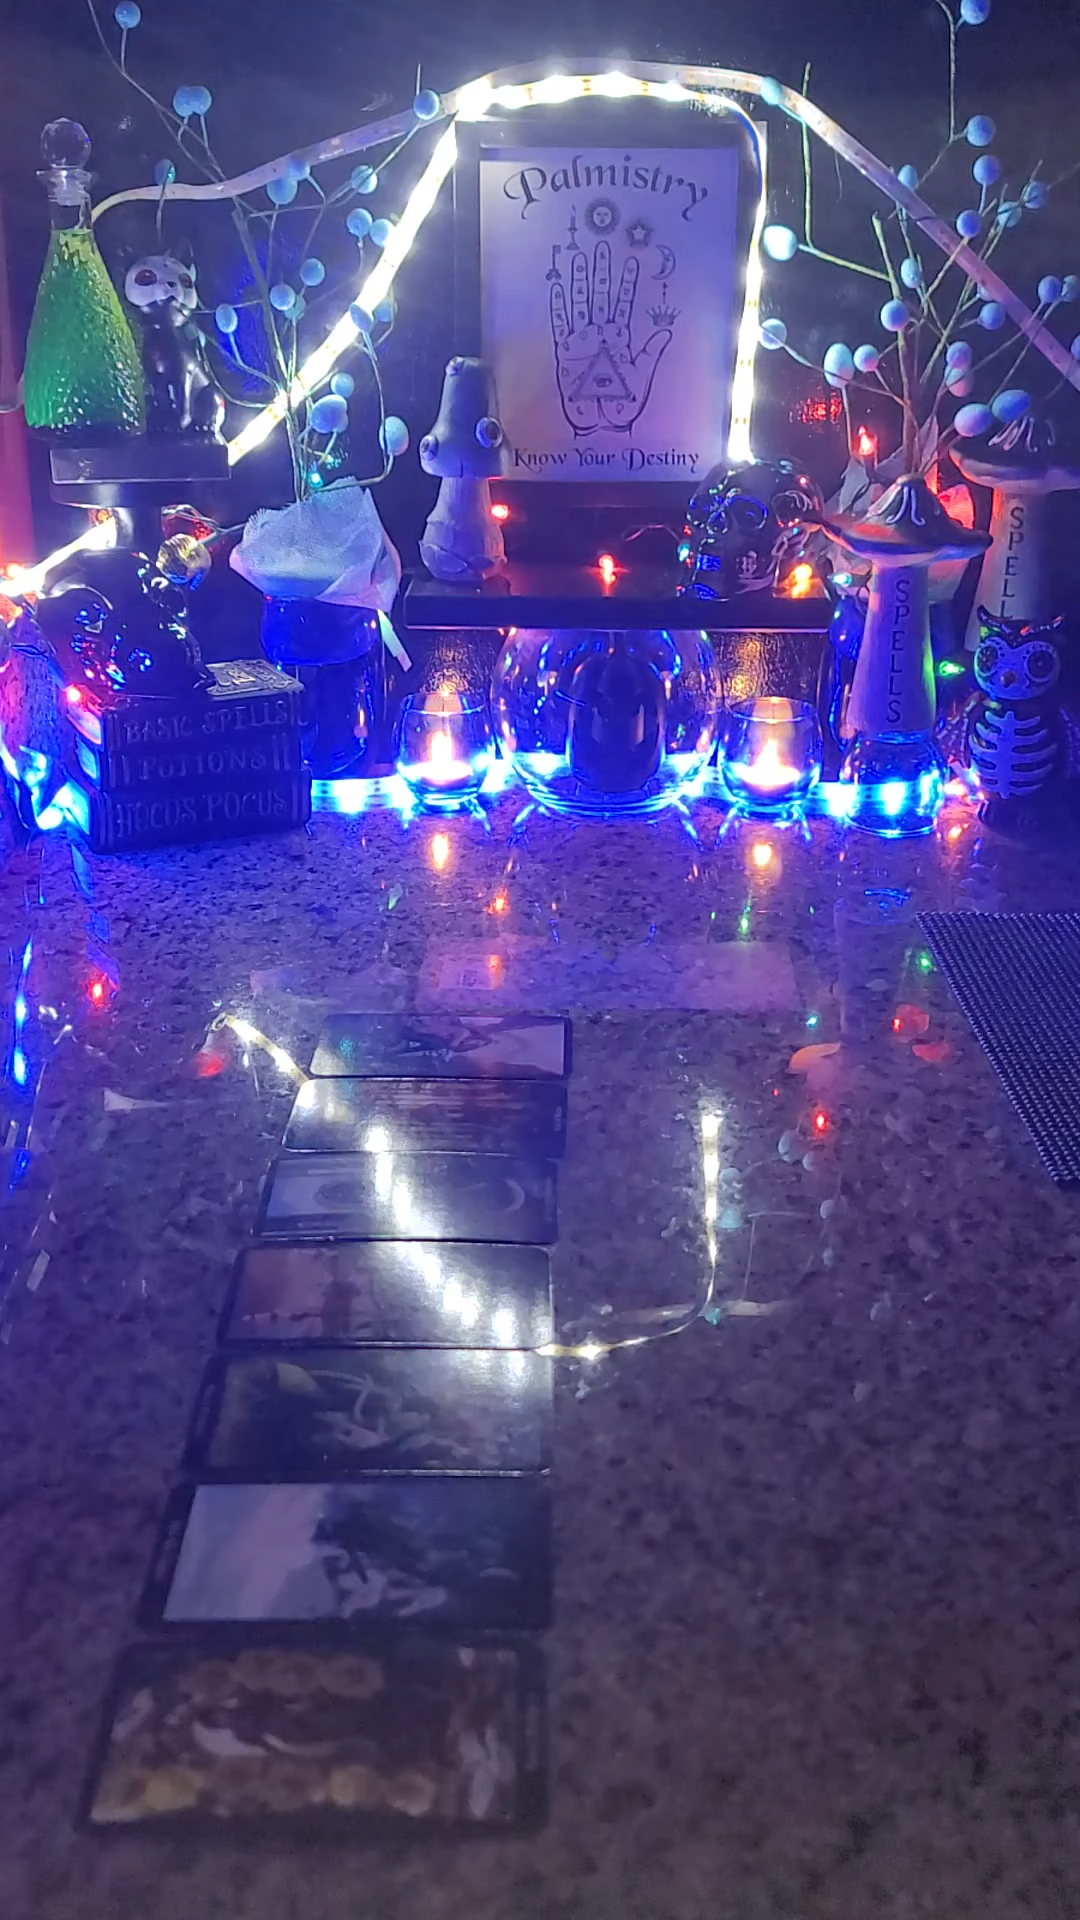 Palmistry
Know Your Destiny
SPELLS
SPELL
BASIC SPELLS
POTIONS
HOCUS POCUS